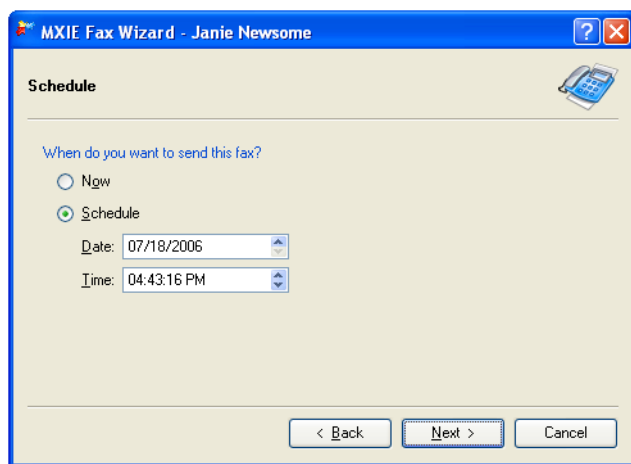 MXIE Fax Wizard - Janie Newsome
Schedule
When do you want to send this fax?
Now
Schedule
Date: 07/18/2006
Time: 04:43:16 PM
< Back Next > Cancel